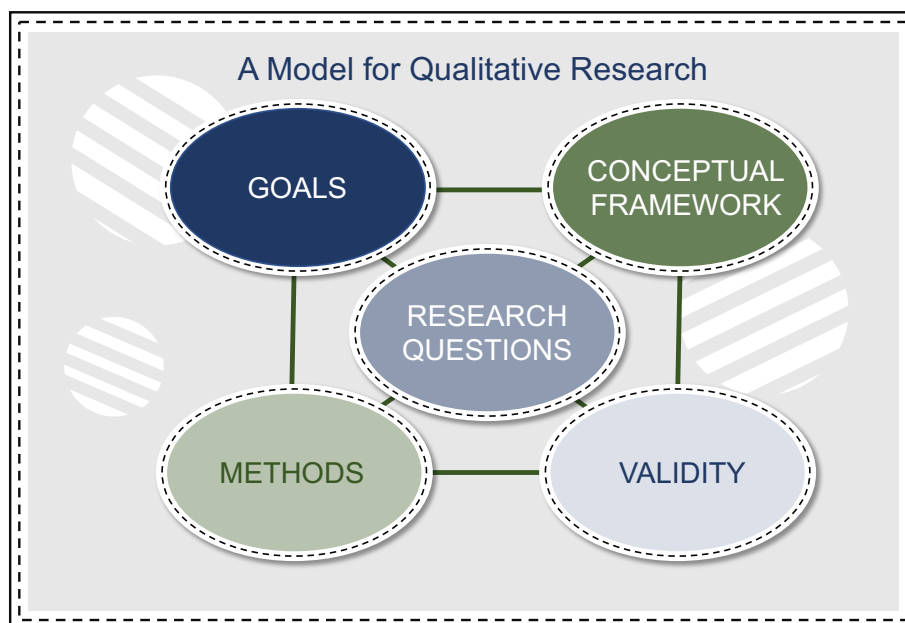 A Model for Qualitative Research
GOALS
CONCEPTUAL
FRAMEWORK
RESEARCH
QUESTIONS
METHODS
VALIDITY